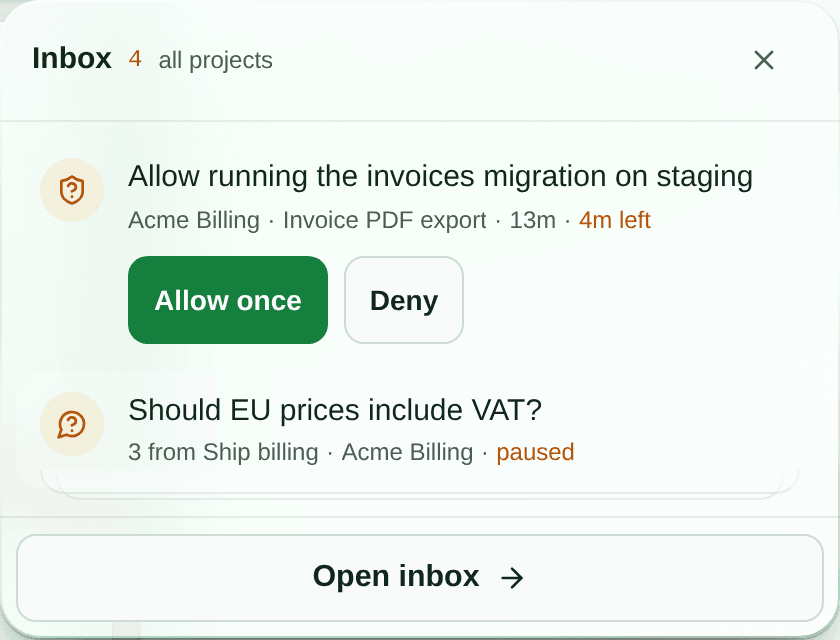 Inbox 4 all projects
Allow running the invoices migration on staging
Acme Billing · Invoice PDF export · 13m · 4m left
Allow once Deny
Should EU prices include VAT?
3 from Ship billing · Acme Billing · paused
Open inbox →